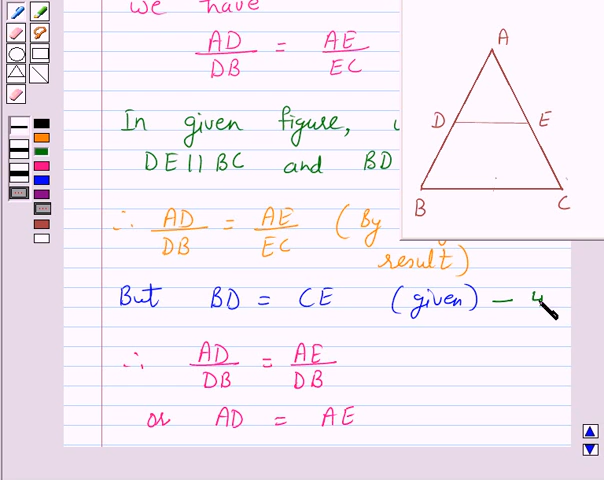 we have
AD/DB = AE/EC
In given figure,
DE || BC and BD
∴ AD/DB = AE/EC (By
result)
But BD = CE (given) —
∴ AD/DB = AE/DB
or AD = AE
A
D E
B C